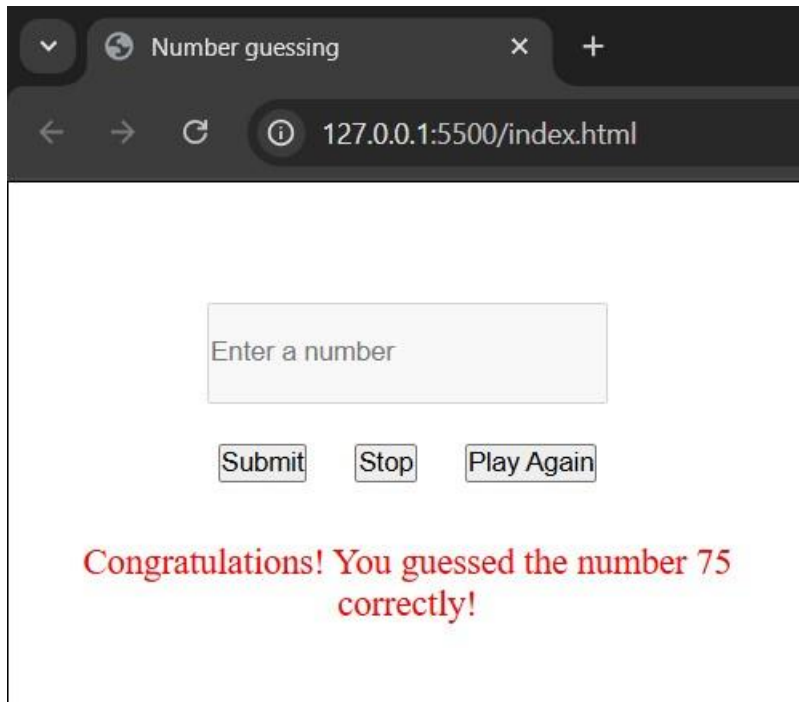 Number guessing
127.0.0.1:5500/index.html
Enter a number
Submit Stop Play Again
Congratulations! You guessed the number 75
correctly!